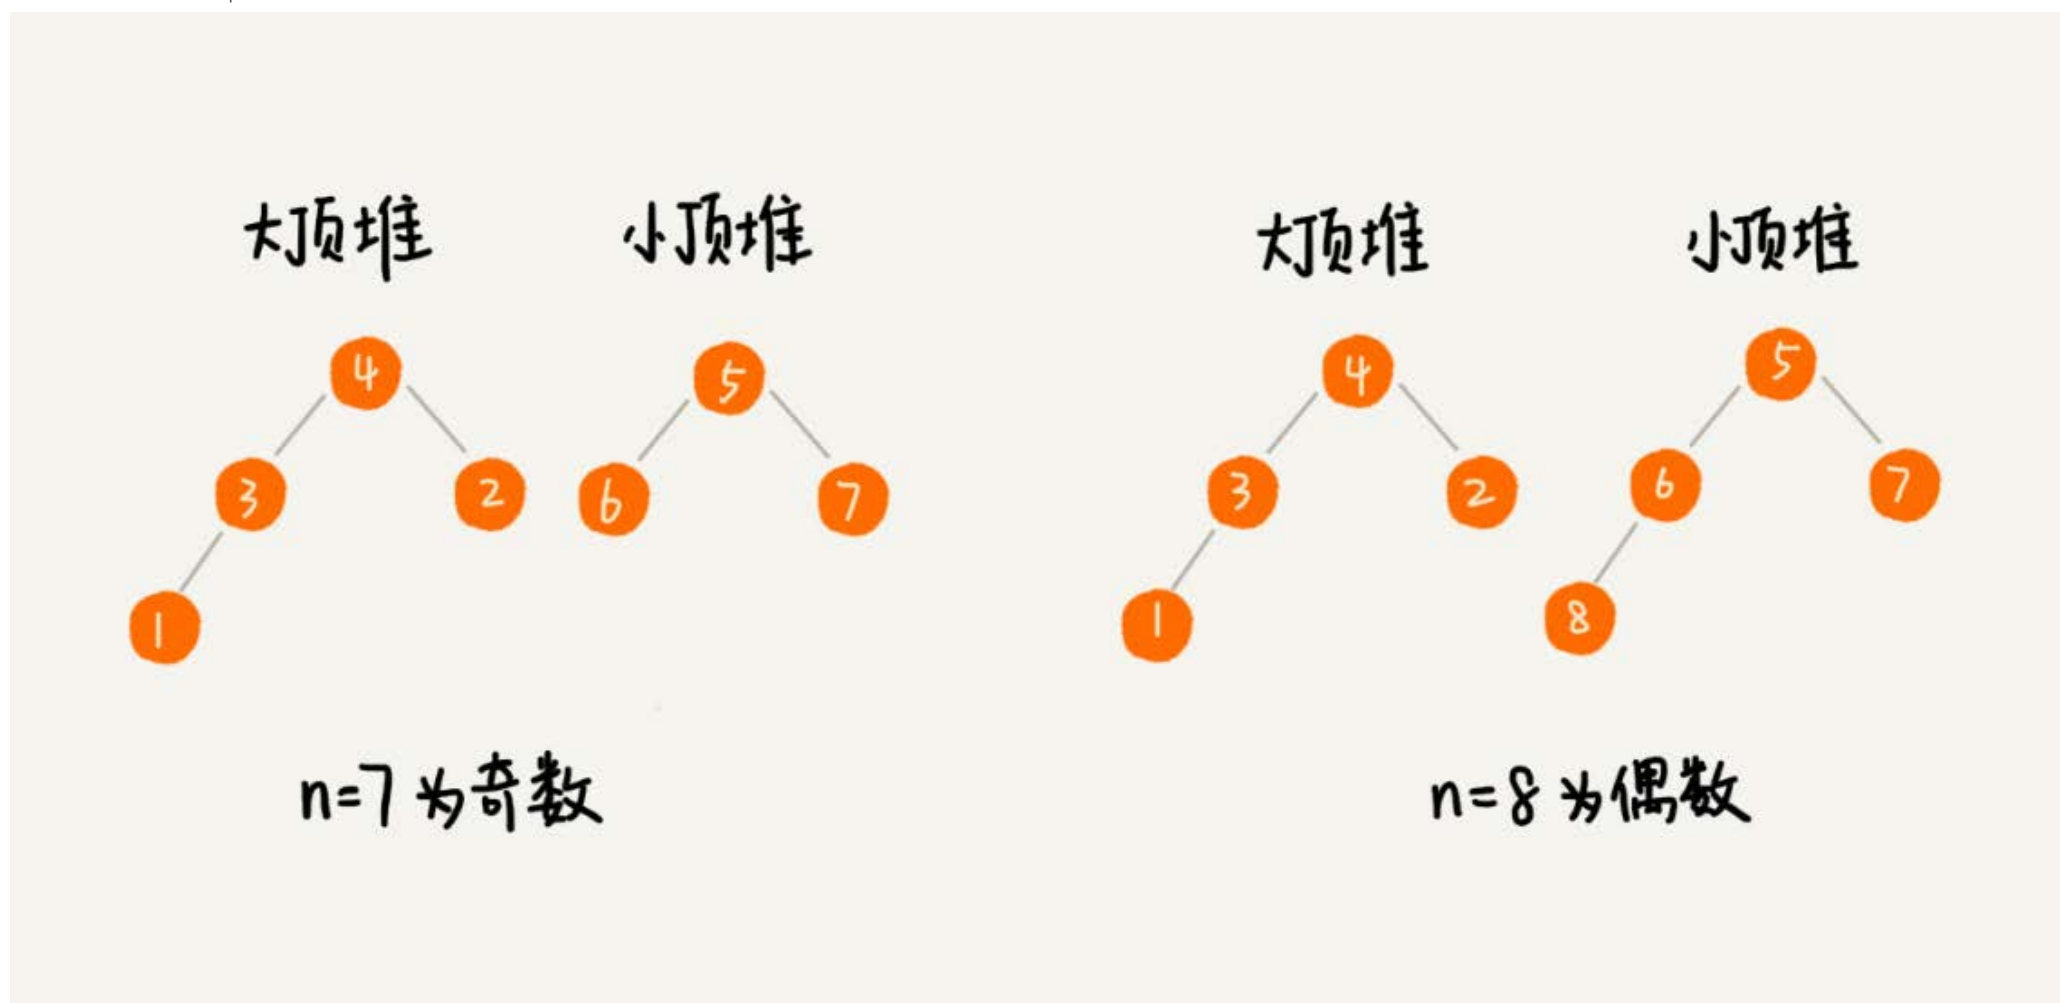 大顶堆 小顶堆 大顶堆 小顶堆
4 5 4 5
3 2 6 7 3 2 6 7
1 1 8
n=7为奇数 n=8为偶数